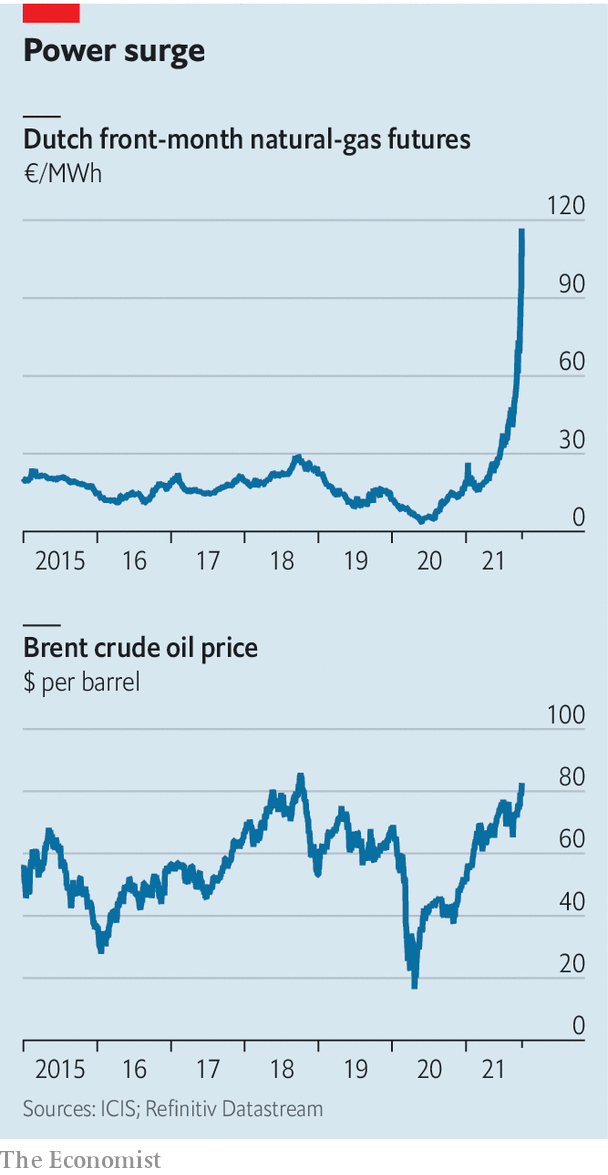 Power surge
Dutch front-month natural-gas futures
€/MWh
120
90
60
30
0
2015 16 17 18 19 20 21
Brent crude oil price
$ per barrel
100
80
60
40
20
0
2015 16 17 18 19 20 21
Sources: ICIS; Refinitiv Datastream
The Economist